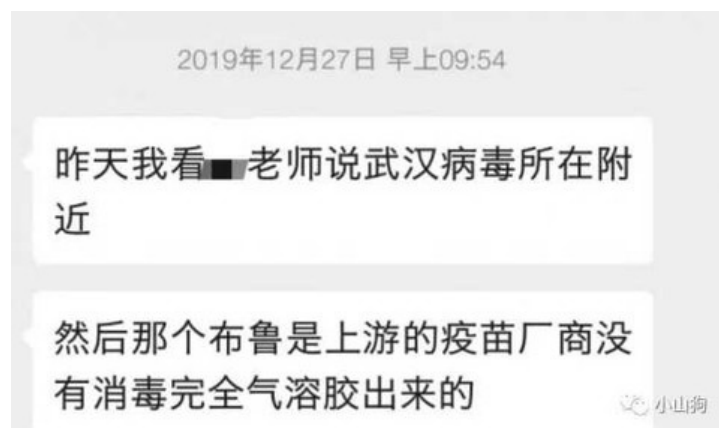 2019年12月27日 早上09:54
昨天我看老师说武汉病毒所在附
近
然后那个布鲁是上游的疫苗厂商没
有消毒完全气溶胶出来的
小山狗